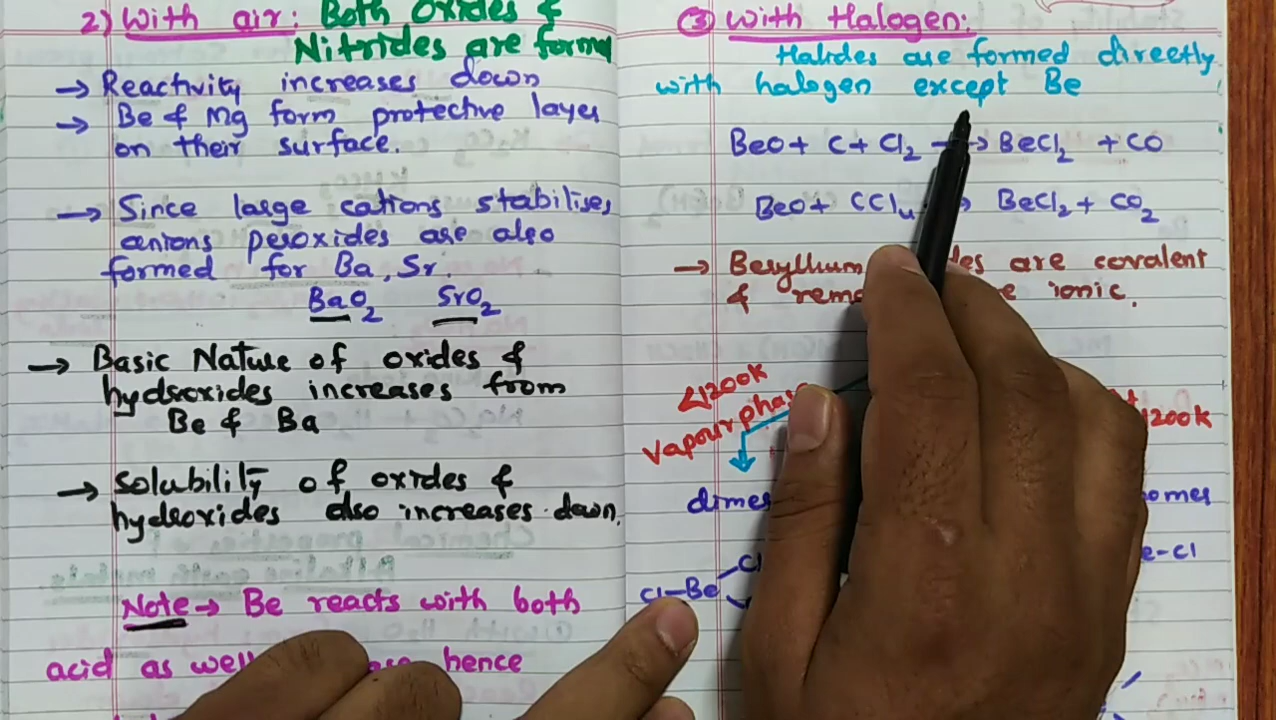 2) With air: Both Oxides &
Nitrides are formed
→ Reactivity increases down
→ Be & Mg form protective layer
on their surface.
→ Since large cations stabilises
anions peroxides are also
formed for Ba, Sr.
BaO2 SrO2
→ Basic Nature of oxides &
hydroxides increases from
Be & Ba
→ Solubility of oxides &
hydroxides also increases down.
Note → Be reacts with both
acid as well hence
(3) With Halogen:
Halides are formed directly
with halogen except Be
BeO + C + Cl2 → BeCl2 + CO
BeO + CCl4 → BeCl2 + CO2
→ Beryllium are covalent
& ionic.
<1200k
1200k
Vapour phase
Cl-Be Cl
e-Cl